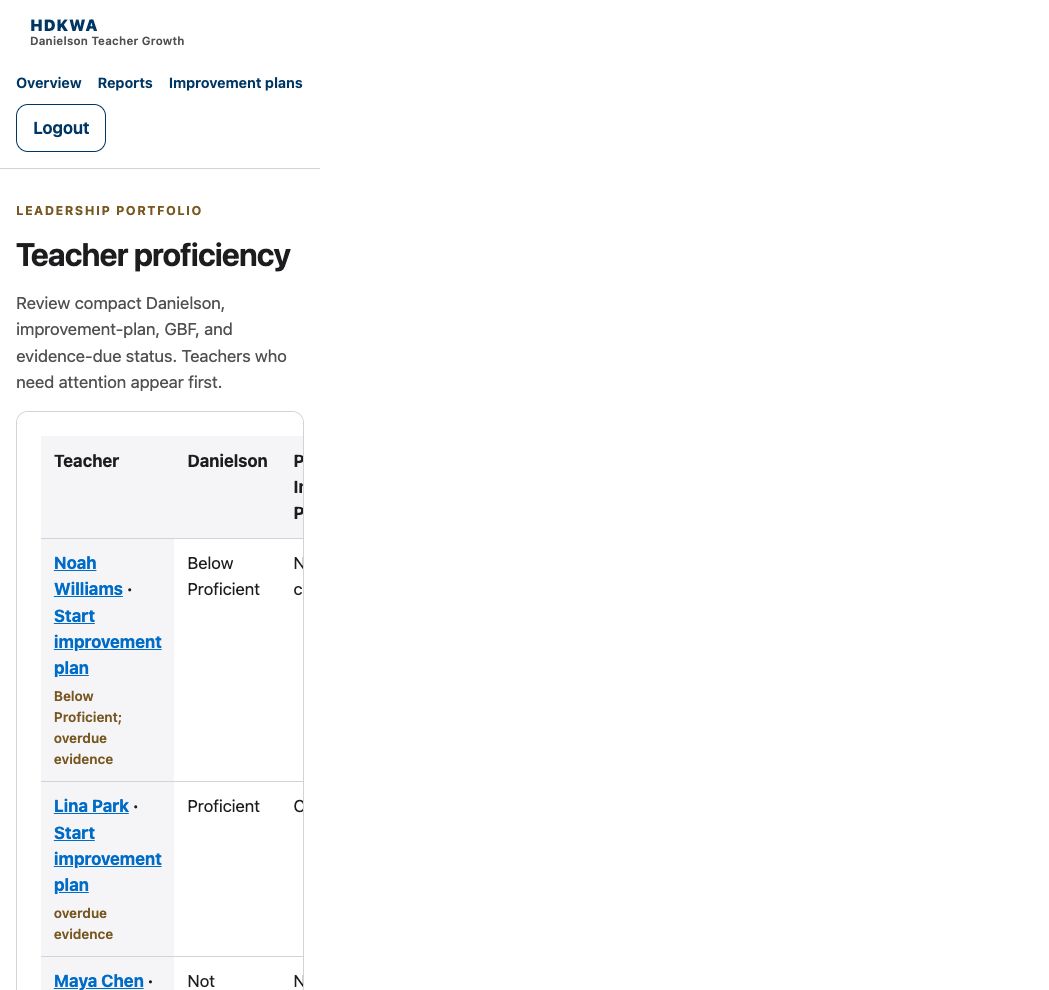 HDKWA
Danielson Teacher Growth
Overview Reports Improvement plans
Logout
LEADERSHIP PORTFOLIO
Teacher proficiency
Review compact Danielson,
improvement-plan, GBF, and
evidence-due status. Teachers who
need attention appear first.
Teacher Danielson
Noah
Williams ·
Start
improvement
plan
Below
Proficient
Below
Proficient;
overdue
evidence
Lina Park ·
Start
improvement
plan
Proficient
overdue
evidence
Maya Chen ·
Not